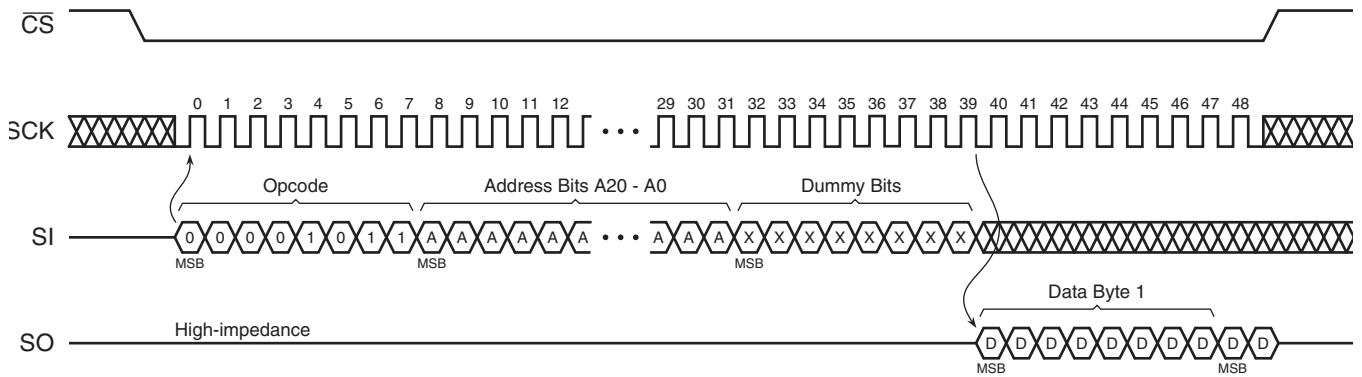 CS
0 1 2 3 4 5 6 7 8 9 10 11 12 29 30 31 32 33 34 35 36 37 38 39 40 41 42 43 44 45 46 47 48
SCK
Opcode Address Bits A20 - A0 Dummy Bits
SI 0 0 0 0 1 0 1 1 A A A A A A ••• A A A X X X X X X X X
MSB MSB MSB
Data Byte 1
High-impedance
SO D D D D D D D D D D
MSB MSB